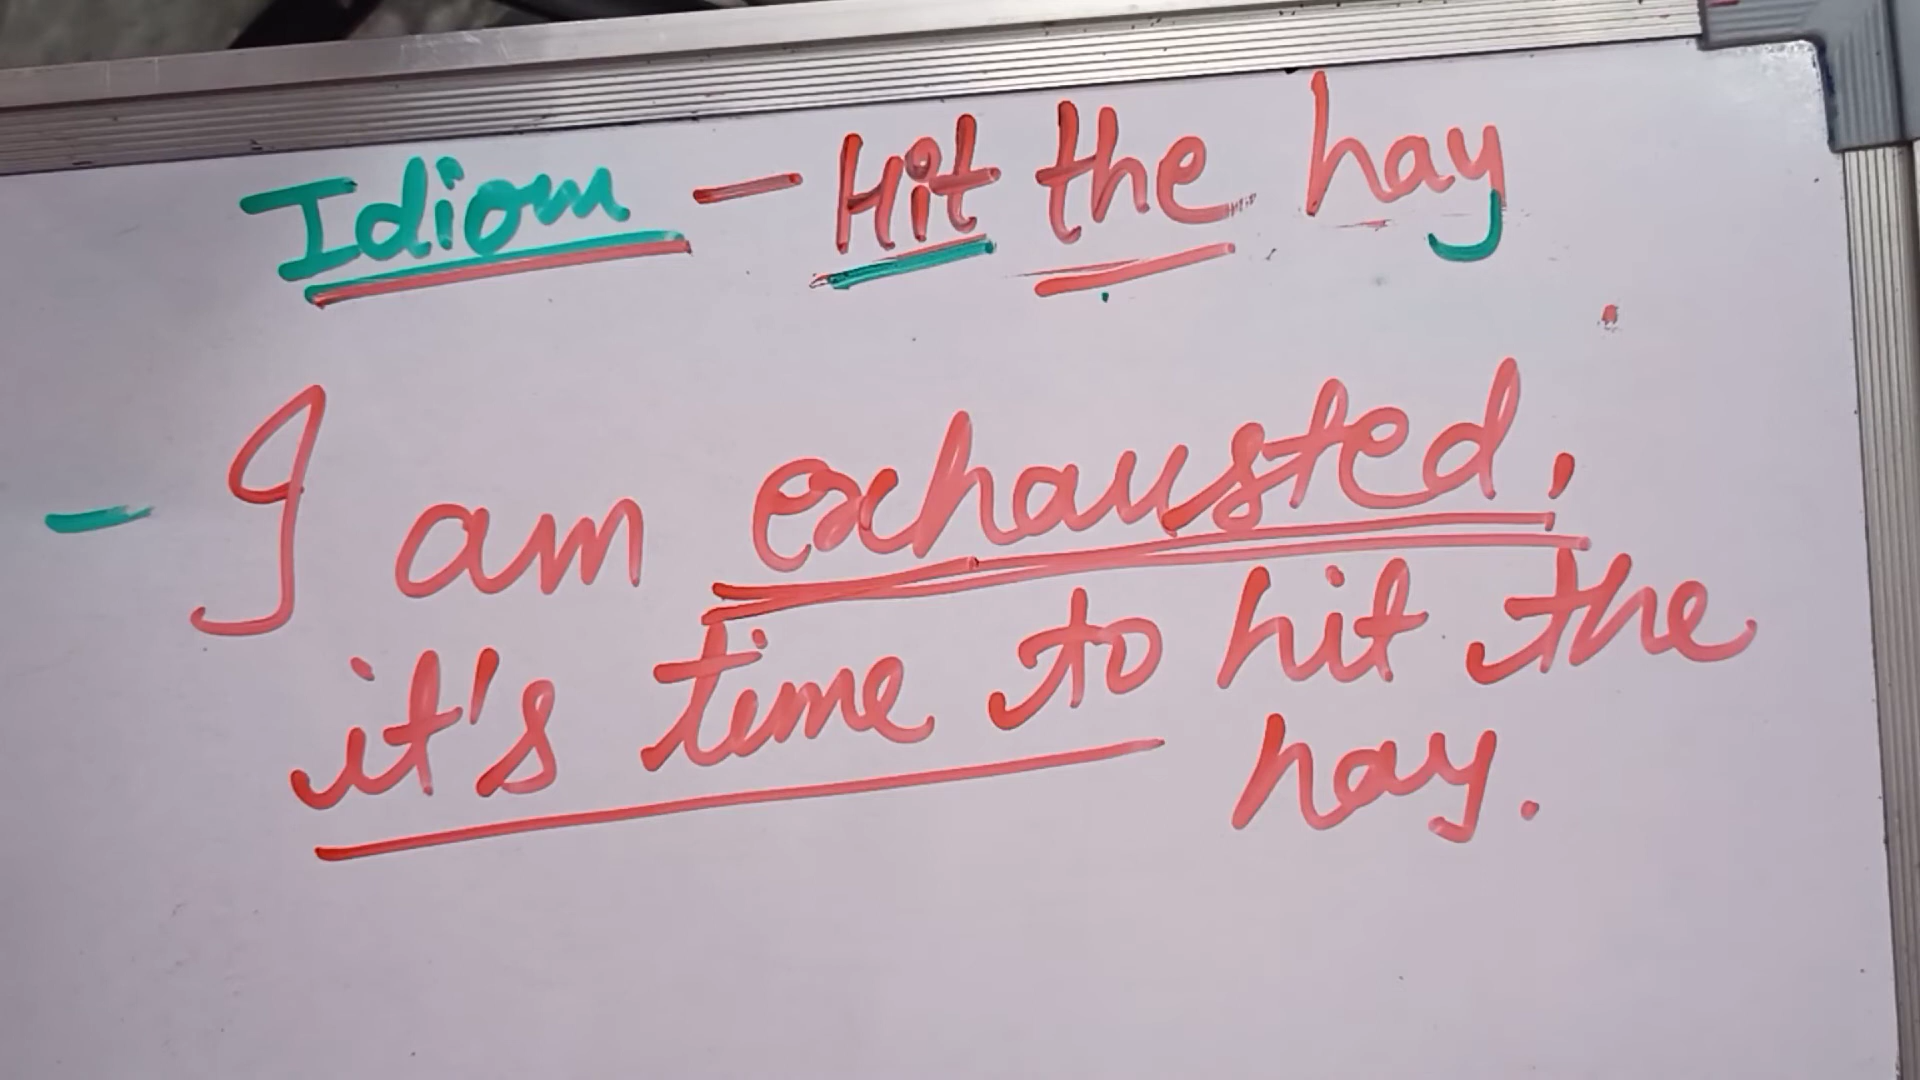 Idiom - Hit the hay
- I am exhausted,
it's time to hit the
hay.